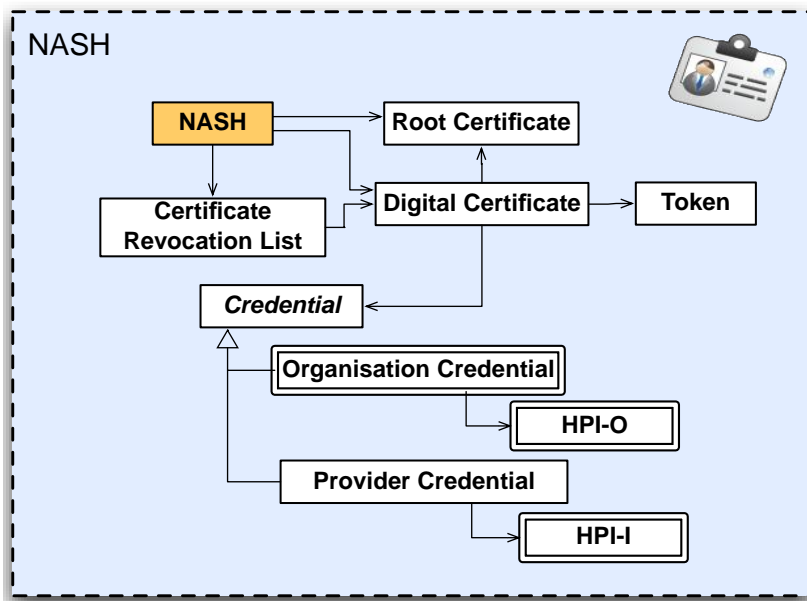 NASH
NASH
Root Certificate
Certificate
Revocation List
Digital Certificate
Token
Credential
Organisation Credential
HPI-O
Provider Credential
HPI-I